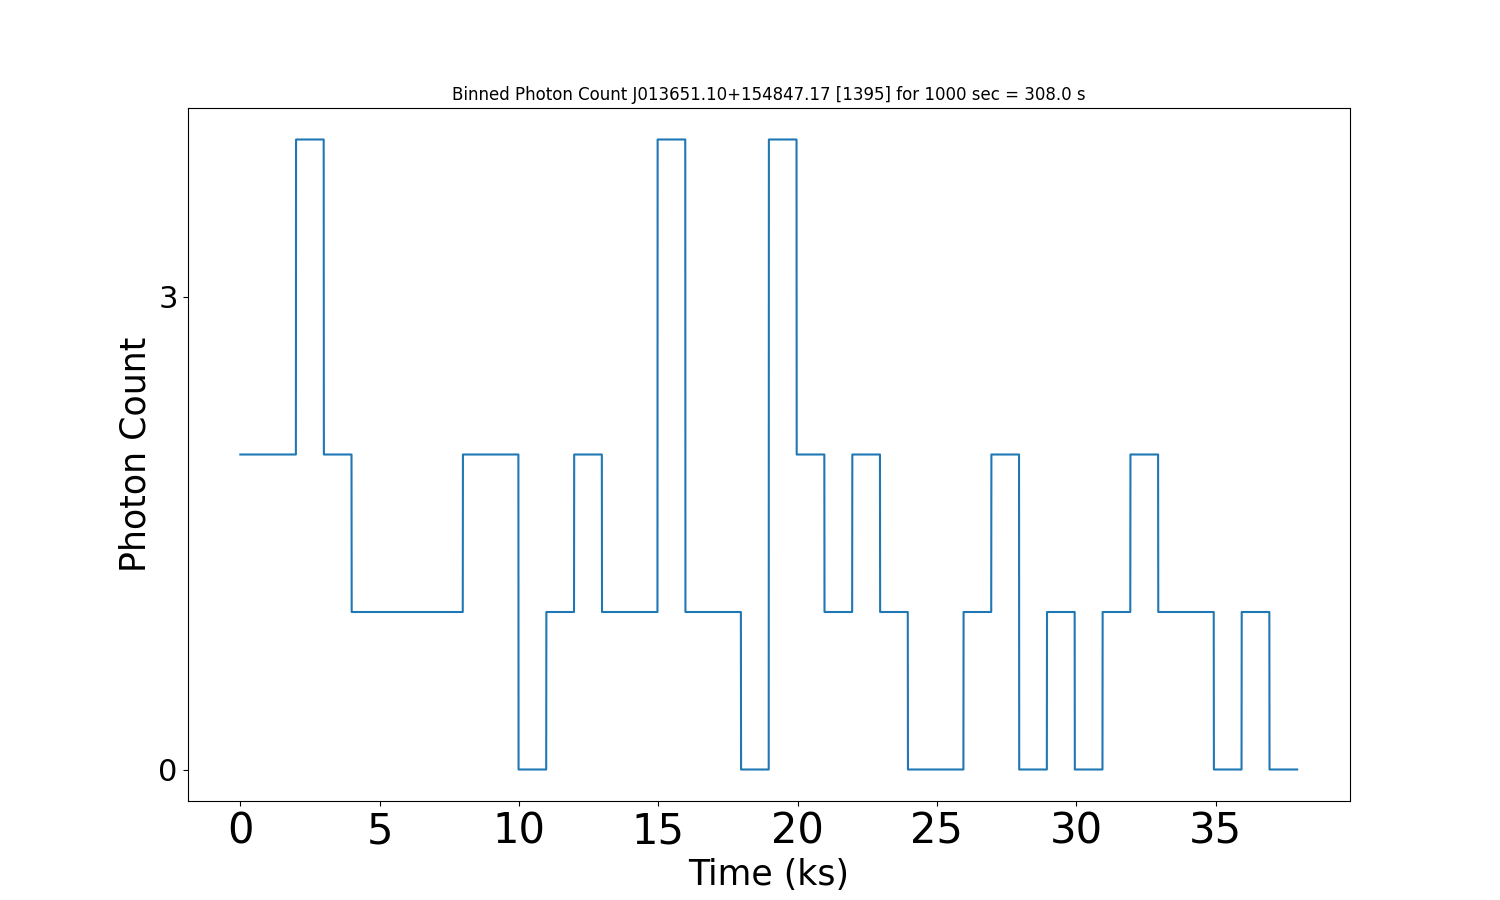 Binned Photon Count J013651.10+154847.17 [1395] for 1000 sec = 308.0 s
3
0
Photon Count
0 5 10 15 20 25 30 35
Time (ks)